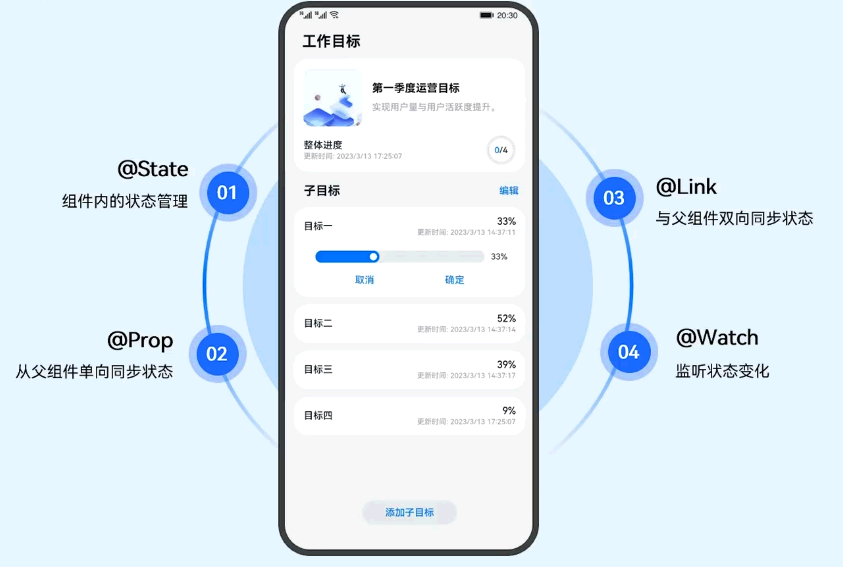 20:30
工作目标
第一季度运营目标
实现用户量与用户活跃度提升。
整体进度
更新时间: 2023/3/13 17:25:07
0/4
子目标
编辑
目标一
33%
更新时间: 2023/3/13 14:37:11
33%
取消
确定
目标二
52%
更新时间: 2023/3/13 14:37:14
目标三
39%
更新时间: 2023/3/13 14:37:17
目标四
9%
更新时间: 2023/3/13 17:25:07
添加子目标
@State
组件内的状态管理
01
@Prop
从父组件单向同步状态
02
@Link
与父组件双向同步状态
03
@Watch
监听状态变化
04